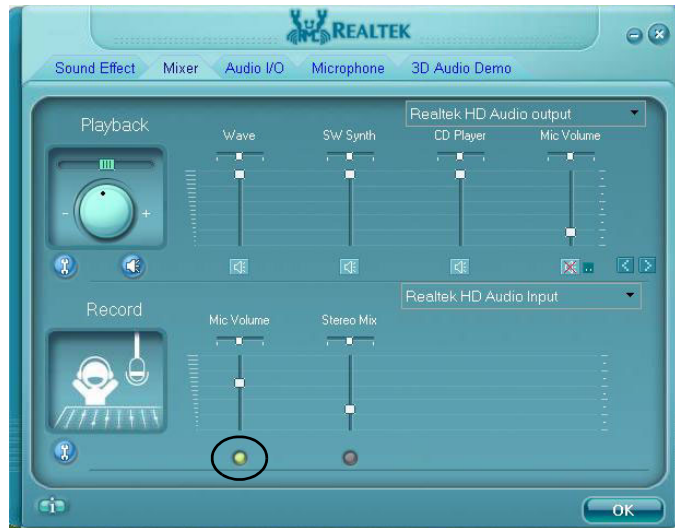 REALTEK
Sound Effect Mixer Audio I/O Microphone 3D Audio Demo
Playback
Realtek HD Audio output
Wave SW Synth CD Player Mic Volume
- +
Record
Realtek HD Audio Input
Mic Volume Stereo Mix
i
OK